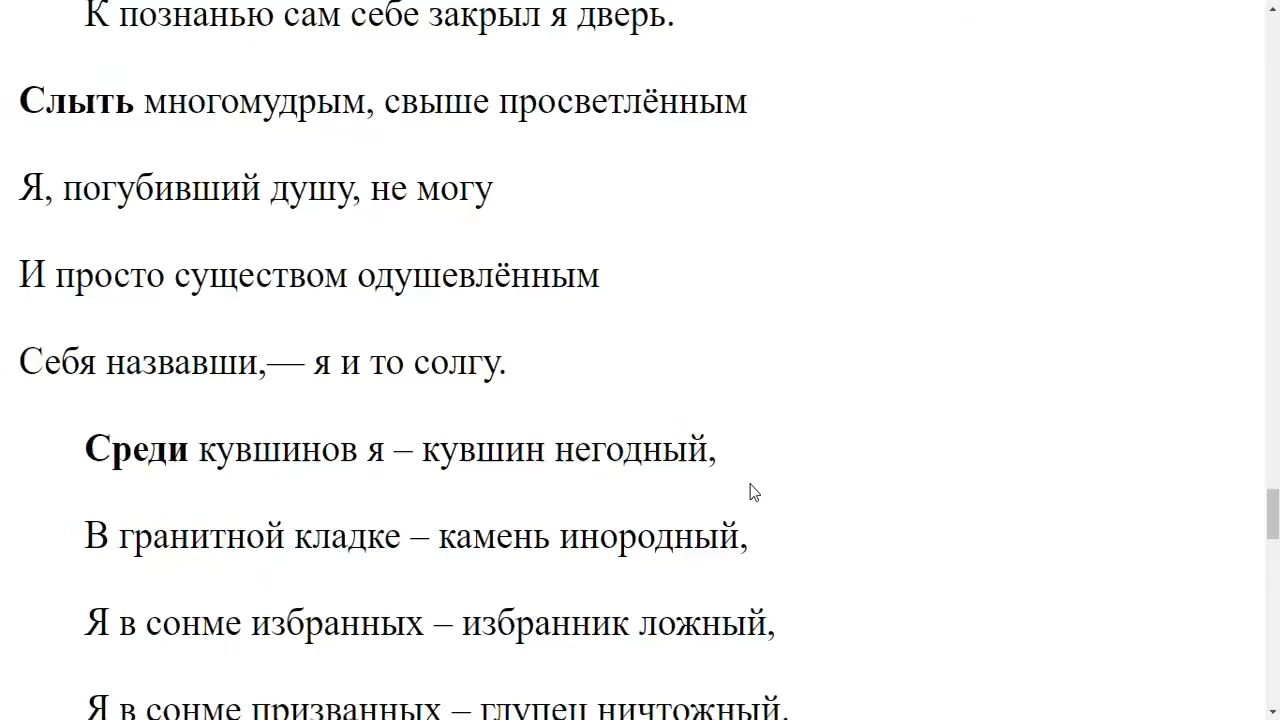 К познанью сам себе закрыл я дверь.
Слыть многомудрым, свыше просветлённым
Я, погубивший душу, не могу
И просто существом одушевлённым
Себя назвавши,— я и то солгу.
Среди кувшинов я – кувшин негодный,
В гранитной кладке – камень инородный,
Я в сонме избранных – избранник ложный,
Я в сонме призванных – глупец ничтожный.